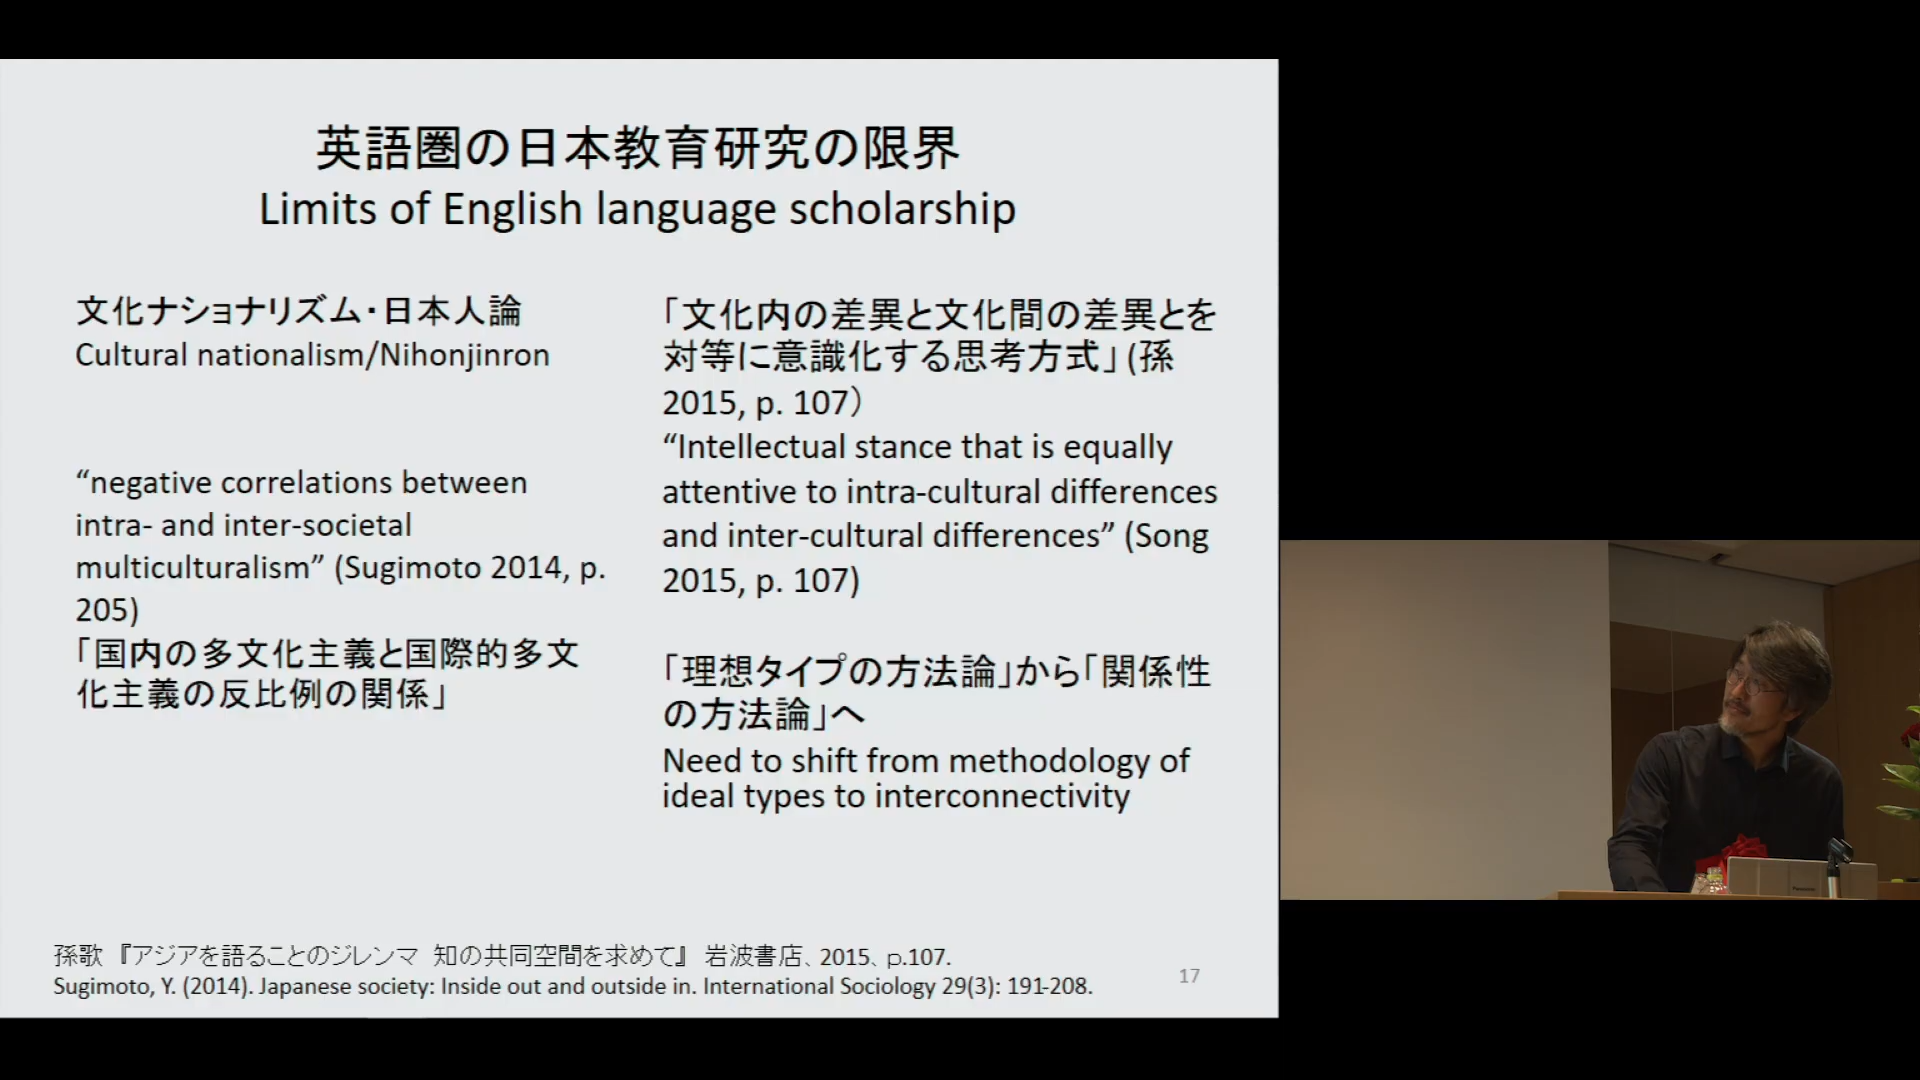 英語圏の日本教育研究の限界
Limits of English language scholarship
文化ナショナリズム・日本人論
Cultural nationalism/Nihonjinron
“negative correlations between
intra- and inter-societal
multiculturalism” (Sugimoto 2014, p.
205)
「国内の多文化主義と国際的多文
化主義の反比例の関係」
「文化内の差異と文化間の差異とを
対等に意識化する思考方式」(孫
2015, p. 107）
“Intellectual stance that is equally
attentive to intra-cultural differences
and inter-cultural differences” (Song
2015, p. 107)
「理想タイプの方法論」から「関係性
の方法論」へ
Need to shift from methodology of
ideal types to interconnectivity
孫歌 『アジアを語ることのジレンマ 知の共同空間を求めて』 岩波書店、2015、p.107.
Sugimoto, Y. (2014). Japanese society: Inside out and outside in. International Sociology 29(3): 191-208.
17
Panasonic